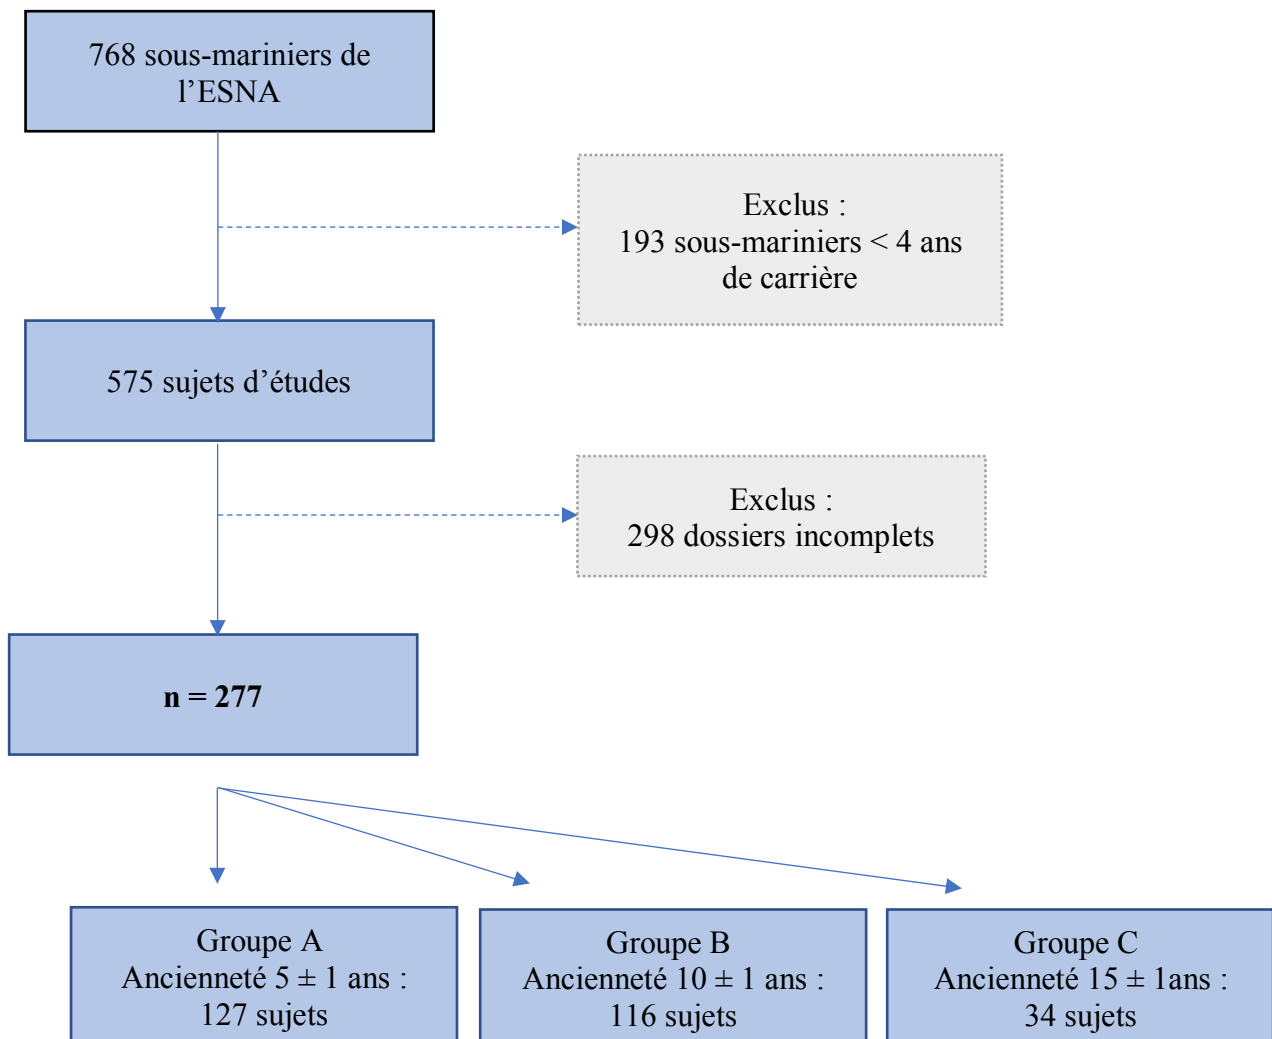 768 sous-mariniers de
l’ESNA
Exclus :
193 sous-mariniers < 4 ans
de carrière
575 sujets d’études
Exclus :
298 dossiers incomplets
n = 277
Groupe A
Ancienneté 5 ± 1 ans :
127 sujets
Groupe B
Ancienneté 10 ± 1 ans :
116 sujets
Groupe C
Ancienneté 15 ± 1ans :
34 sujets